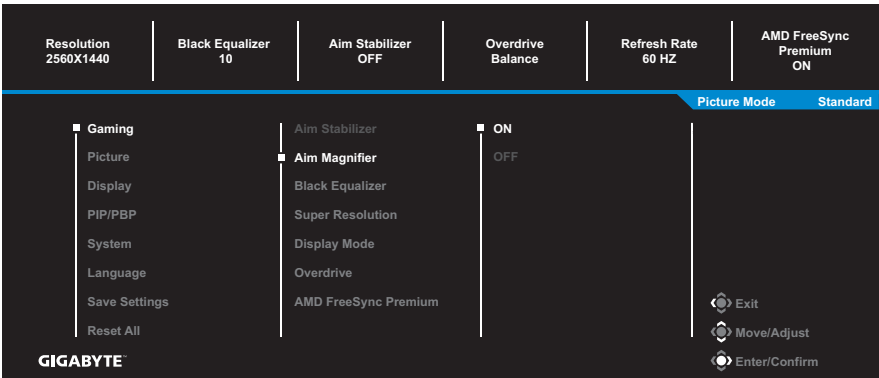 Resolution
2560X1440
Black Equalizer
10
Aim Stabilizer
OFF
Overdrive
Balance
Refresh Rate
60 HZ
AMD FreeSync
Premium
ON
Picture Mode Standard
Gaming
Picture
Display
PIP/PBP
System
Language
Save Settings
Reset All
Aim Stabilizer
Aim Magnifier
Black Equalizer
Super Resolution
Display Mode
Overdrive
AMD FreeSync Premium
ON
OFF
Exit
Move/Adjust
Enter/Confirm
GIGABYTE™